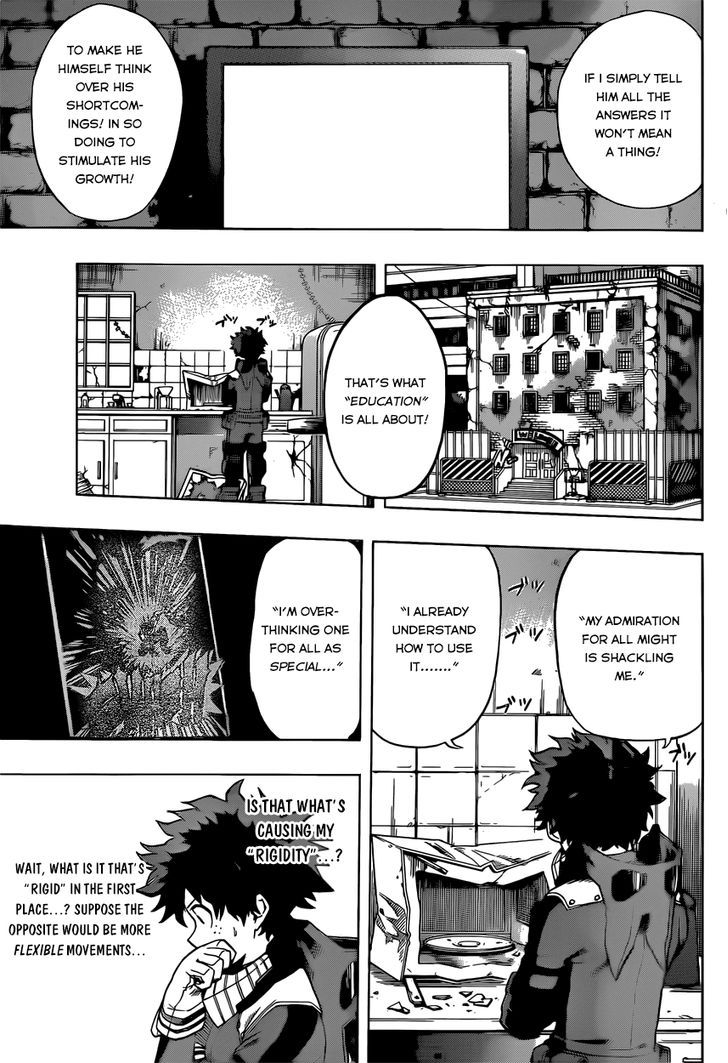 IF I SIMPLY TELL
HIM ALL THE
ANSWERS IT
WON'T MEAN
A THING!
TO MAKE HE
HIMSELF THINK
OVER HIS
SHORTCOM-
INGS! IN SO
DOING TO
STIMULATE HIS
GROWTH!
THAT'S WHAT
"EDUCATION"
IS ALL ABOUT!
"MY ADMIRATION
FOR ALL MIGHT
IS SHACKLING
ME."
"I ALREADY
UNDERSTAND
HOW TO USE
IT......."
"I'M OVER-
THINKING ONE
FOR ALL AS
SPECIAL..."
IS THAT WHAT'S
CAUSING MY
"RIGIDITY"...?
WAIT, WHAT IS IT THAT'S
"RIGID" IN THE FIRST
PLACE...? SUPPOSE THE
OPPOSITE WOULD BE MORE
FLEXIBLE MOVEMENTS...